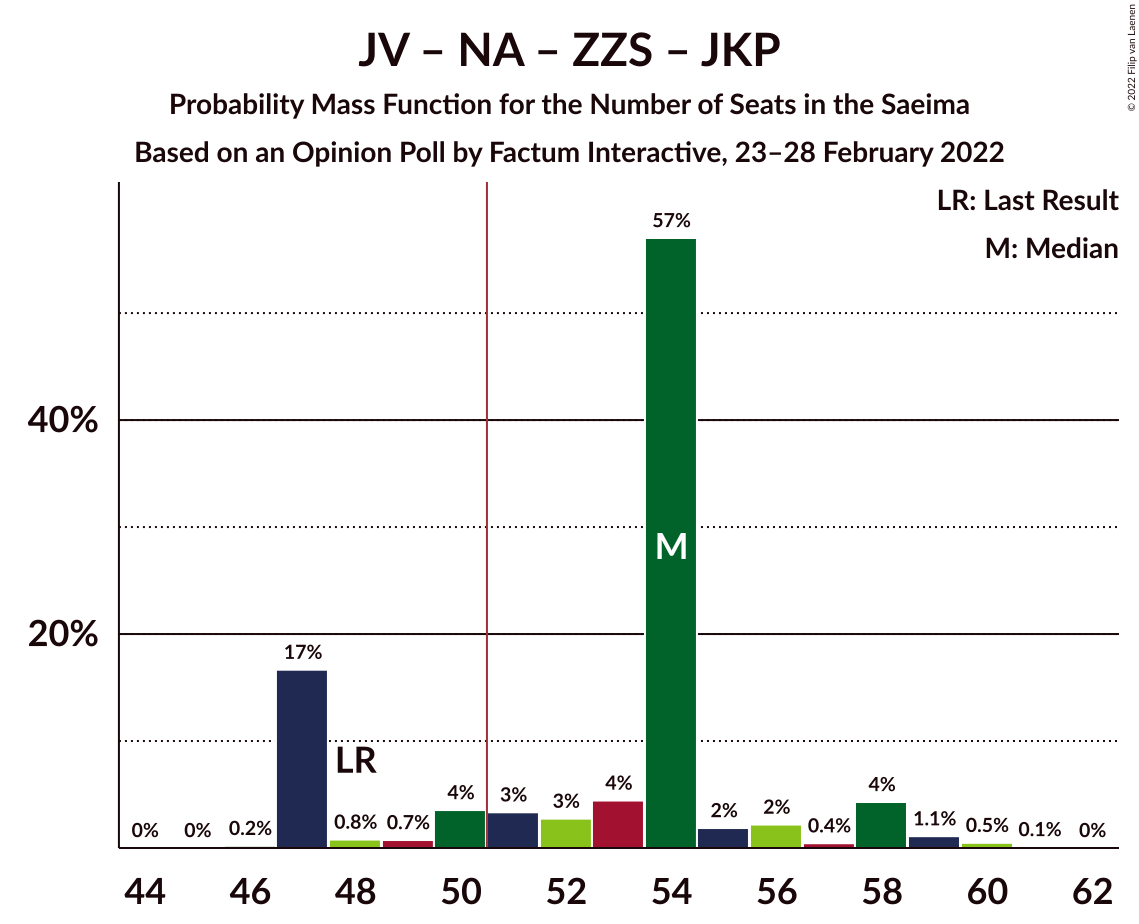 JV – NA – ZZS – JKP
Probability Mass Function for the Number of Seats in the Saeima
Based on an Opinion Poll by Factum Interactive, 23–28 February 2022
© 2022 Filip van Laenen
LR: Last Result
M: Median
57%
40%
M
20%
17%
LR
0% 0% 0.2% 0.8% 0.7% 4% 3% 3% 4% 2% 2% 0.4% 4% 1.1% 0.5% 0.1% 0%
44 46 48 50 52 54 56 58 60 62